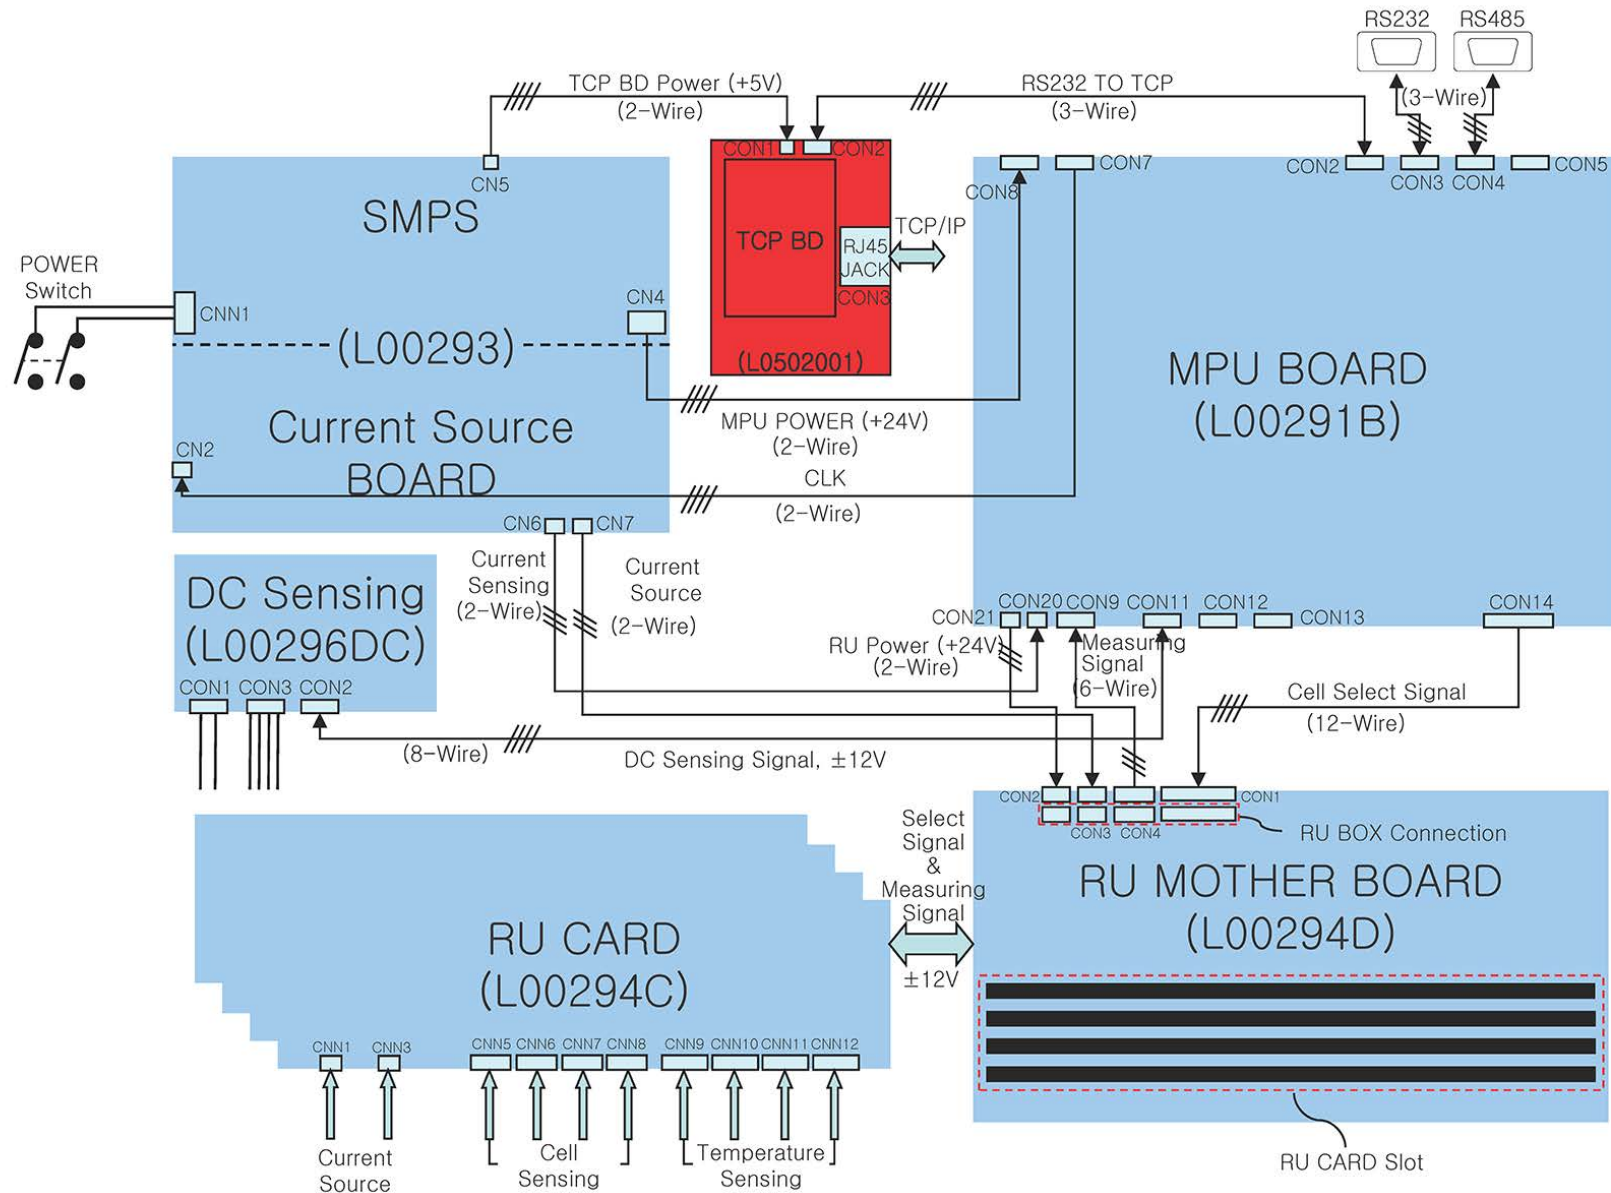 RS232
RS485
TCP BD Power (+5V)
(2-Wire)
RS232 TO TCP
(3-Wire)
(3-Wire)
CON1
CON2
CN5
SMPS
TCP BD
RJ45
JACK
CON3
(L0502001)
TCP/IP
CON8
CON7
CON2
CON3
CON4
CON5
POWER
Switch
CNN1
CN4
(L00293)
MPU BOARD
(L00291B)
Current Source
BOARD
CN2
MPU POWER (+24V)
(2-Wire)
CLK
(2-Wire)
CN6
CN7
Current
Sensing
(2-Wire)
Current
Source
(2-Wire)
DC Sensing
(L00296DC)
CON1
CON3
CON2
CON21
CON20
CON9
CON11
CON12
CON13
CON14
RU Power (+24V)
(2-Wire)
Measuring
Signal
(6-Wire)
Cell Select Signal
(12-Wire)
(8-Wire)
DC Sensing Signal, ±12V
CON2
CON1
CON3
CON4
RU BOX Connection
Select
Signal
&
Measuring
Signal
±12V
RU MOTHER BOARD
(L00294D)
RU CARD
(L00294C)
CNN1
CNN3
CNN5
CNN6
CNN7
CNN8
CNN9
CNN10
CNN11
CNN12
Current
Source
Cell
Sensing
Temperature
Sensing
RU CARD Slot